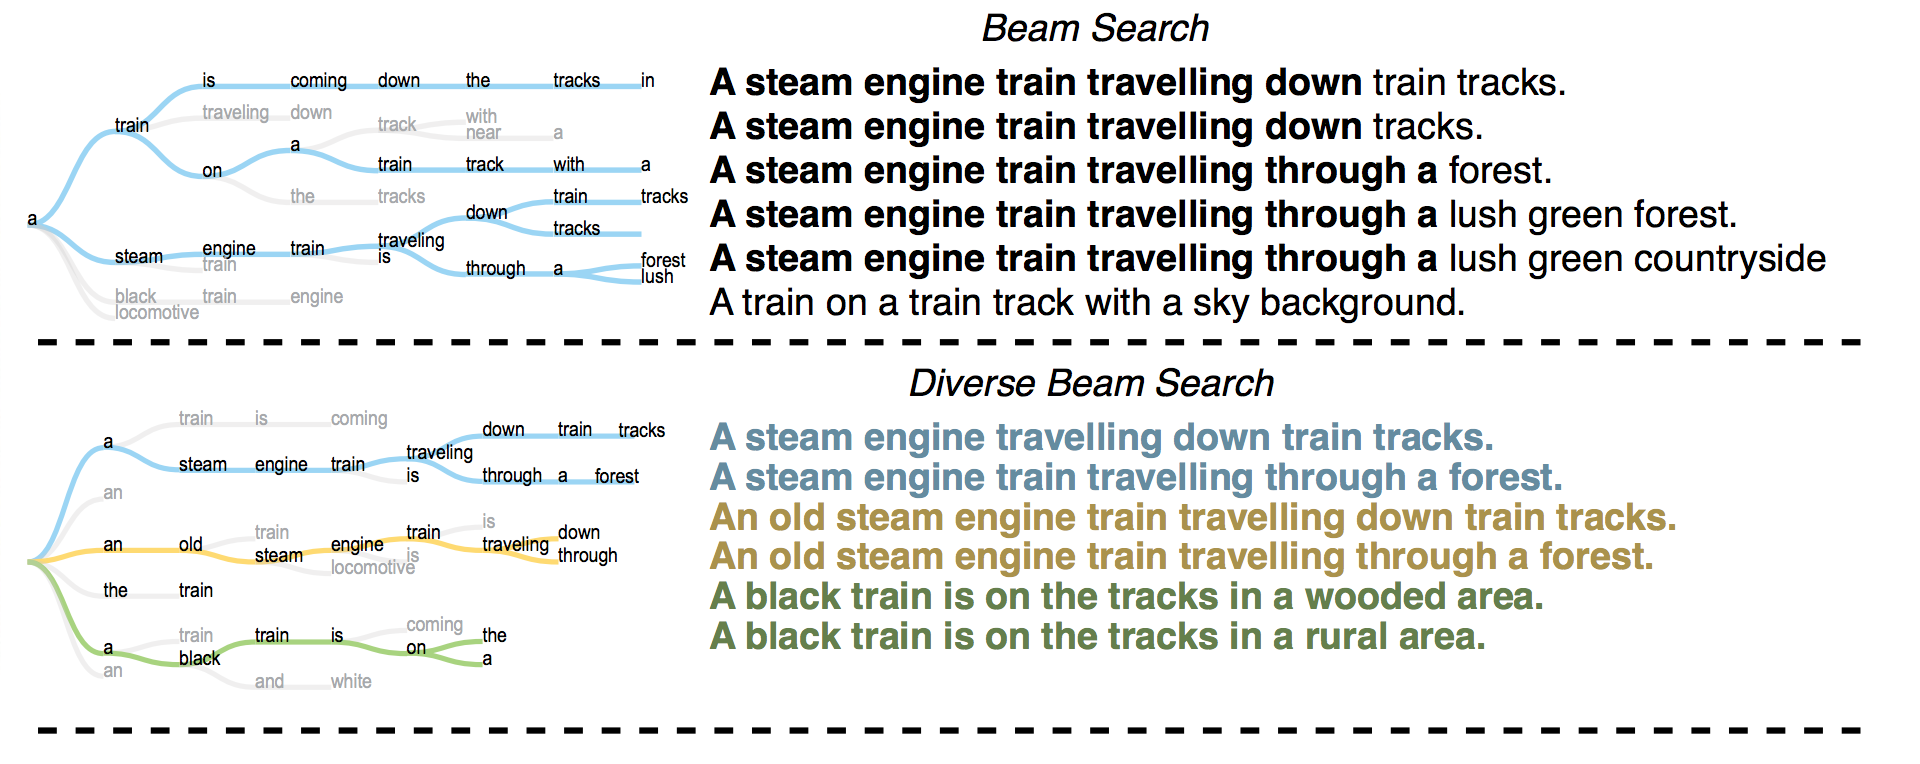 Beam Search
is coming down the tracks in
traveling down
train
track with
near a
a
train track with a
on
the tracks
a
steam engine train traveling down train tracks
tracks
train
is
through a forest
lush
black train engine
locomotive
A steam engine train travelling down train tracks.
A steam engine train travelling down tracks.
A steam engine train travelling through a forest.
A steam engine train travelling through a lush green forest.
A steam engine train travelling through a lush green countryside
A train on a train track with a sky background.
Diverse Beam Search
train is coming
a
steam engine train traveling down train tracks
is through a forest
an
an old train
steam engine train is
locomotive is traveling down
through
the train
a train
black train is coming
on the
a
an
and white
A steam engine travelling down train tracks.
A steam engine train travelling through a forest.
An old steam engine train travelling down train tracks.
An old steam engine train travelling through a forest.
A black train is on the tracks in a wooded area.
A black train is on the tracks in a rural area.